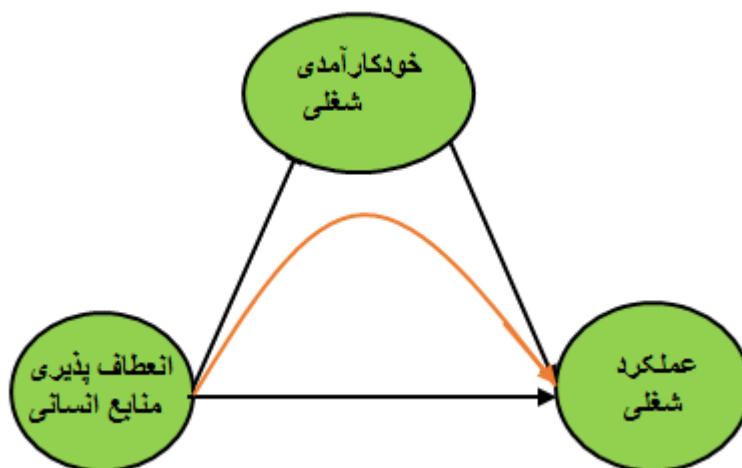 خودکارآمدی
شغلی
انعطاف پذیری
منابع انسانی
عملکرد
شغلی